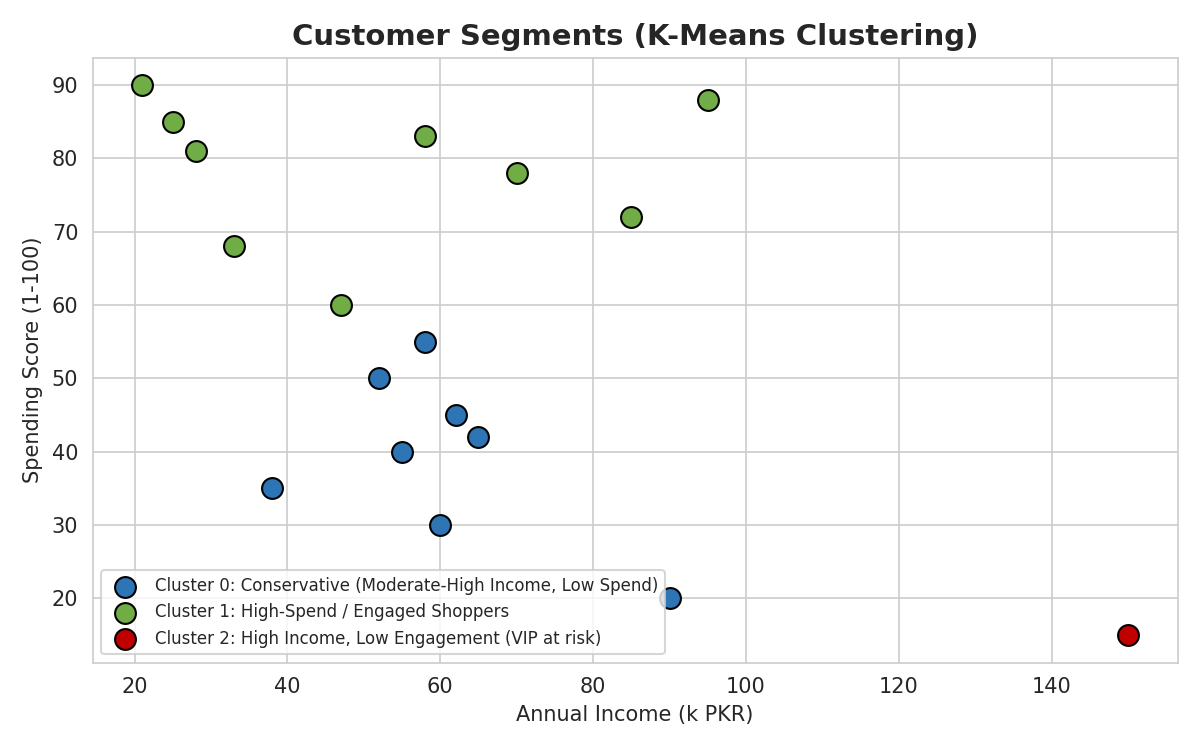 Customer Segments (K-Means Clustering)
Spending Score (1-100)
90
80
70
60
50
40
30
20
Cluster 0: Conservative (Moderate-High Income, Low Spend)
Cluster 1: High-Spend / Engaged Shoppers
Cluster 2: High Income, Low Engagement (VIP at risk)
20 40 60 80 100 120 140
Annual Income (k PKR)